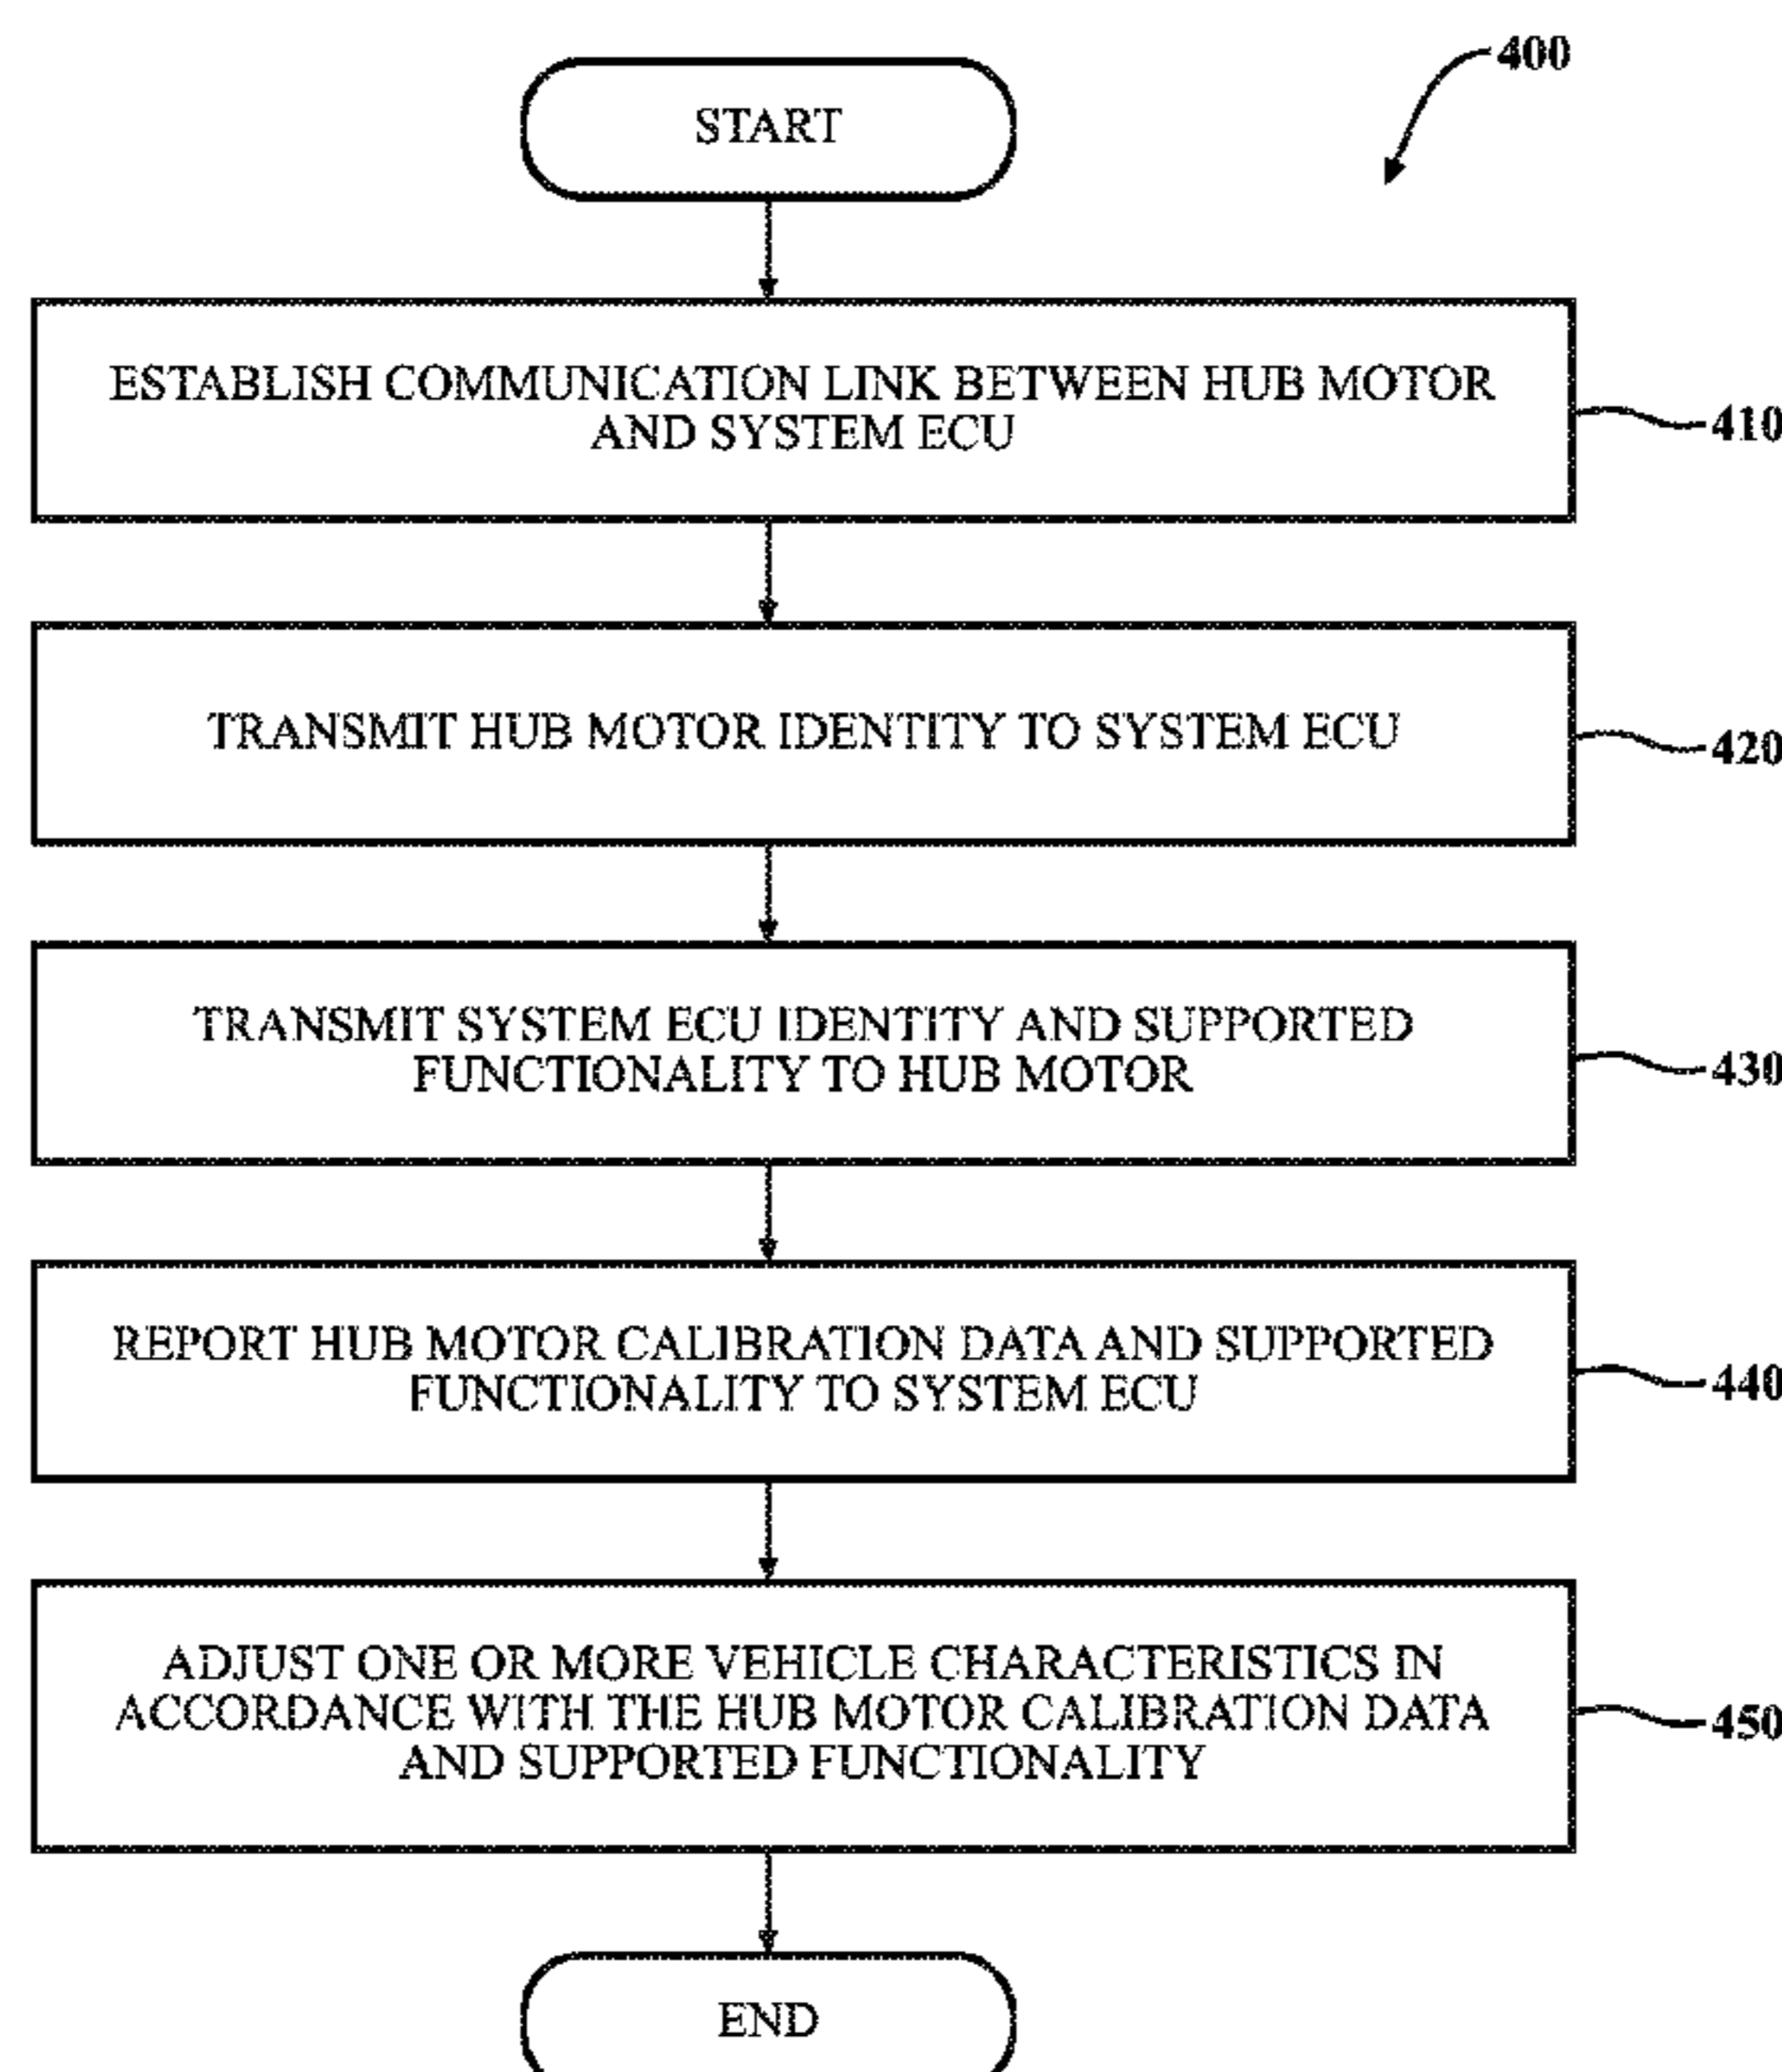 400
START
ESTABLISH COMMUNICATION LINK BETWEEN HUB MOTOR
AND SYSTEM ECU
410
TRANSMIT HUB MOTOR IDENTITY TO SYSTEM ECU
420
TRANSMIT SYSTEM ECU IDENTITY AND SUPPORTED
FUNCTIONALITY TO HUB MOTOR
430
REPORT HUB MOTOR CALIBRATION DATA AND SUPPORTED
FUNCTIONALITY TO SYSTEM ECU
440
ADJUST ONE OR MORE VEHICLE CHARACTERISTICS IN
ACCORDANCE WITH THE HUB MOTOR CALIBRATION DATA
AND SUPPORTED FUNCTIONALITY
450
END